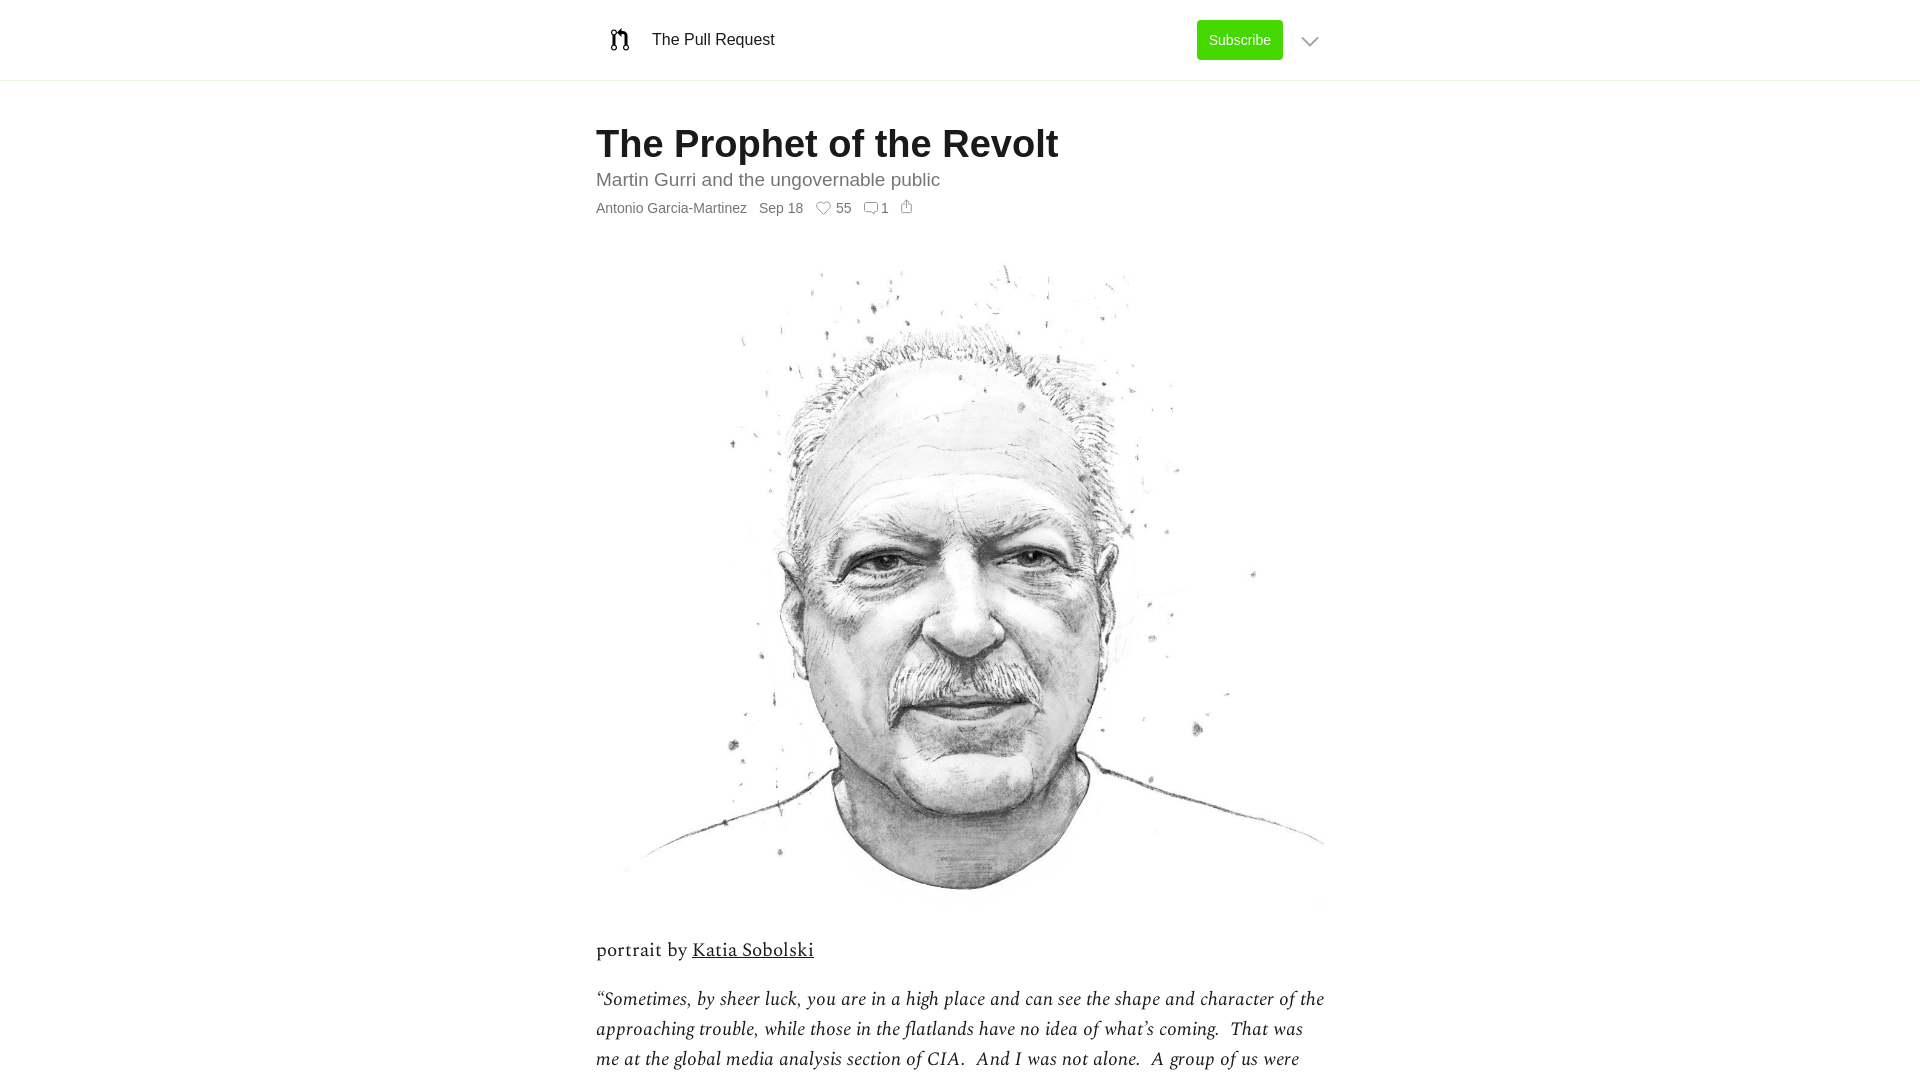 The Pull Request
Subscribe
The Prophet of the Revolt
Martin Gurri and the ungovernable public
Antonio Garcia-Martinez Sep 18 55 1
portrait by Katia Sobolski
“Sometimes, by sheer luck, you are in a high place and can see the shape and character of the
approaching trouble, while those in the flatlands have no idea of what’s coming.  That was
me at the global media analysis section of CIA.  And I was not alone.  A group of us were